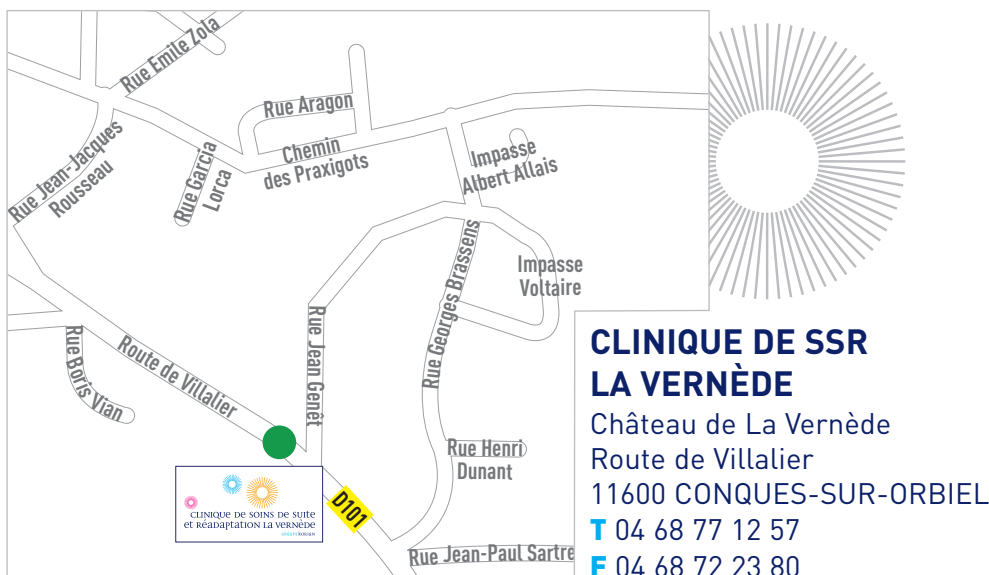 Rue Emile Zola
Rue Aragon
Chemin
des Praxigots
Rue Jean-Jacques
Rousseau
Rue Garcia
Lorca
Impasse
Albert Allais
Impasse
Voltaire
Rue Georges Brassens
Rue Jean Genêt
Route de Villalier
Rue Boris Vian
Rue Henri
Dunant
D101
Rue Jean-Paul Sartre
CLINIQUE DE SOINS DE SUITE
ET RÉADAPTATION LA VERNÈDE
GROUPE KORIAN
CLINIQUE DE SSR
LA VERNÈDE
Château de La Vernède
Route de Villalier
11600 CONQUES-SUR-ORBIEL
T 04 68 77 12 57
F 04 68 72 23 80